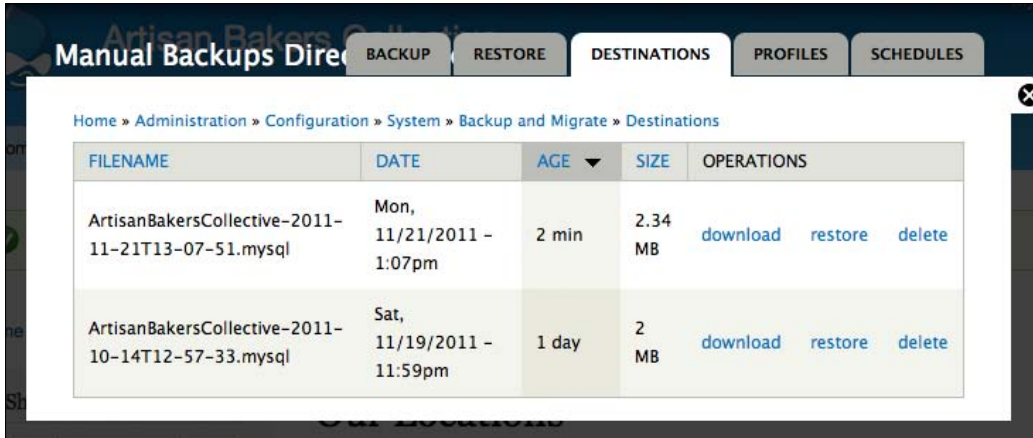 Artisan Bakers Collective
Manual Backups Direc
BACKUP
RESTORE
DESTINATIONS
PROFILES
SCHEDULES
Home » Administration » Configuration » System » Backup and Migrate » Destinations
FILENAME DATE AGE SIZE OPERATIONS
ArtisanBakersCollective-2011-
11-21T13-07-51.mysql
Mon,
11/21/2011 -
1:07pm
2 min
2.34
MB
download restore delete
ArtisanBakersCollective-2011-
10-14T12-57-33.mysql
Sat,
11/19/2011 -
11:59pm
1 day
2
MB
download restore delete
Sh
Our Locations